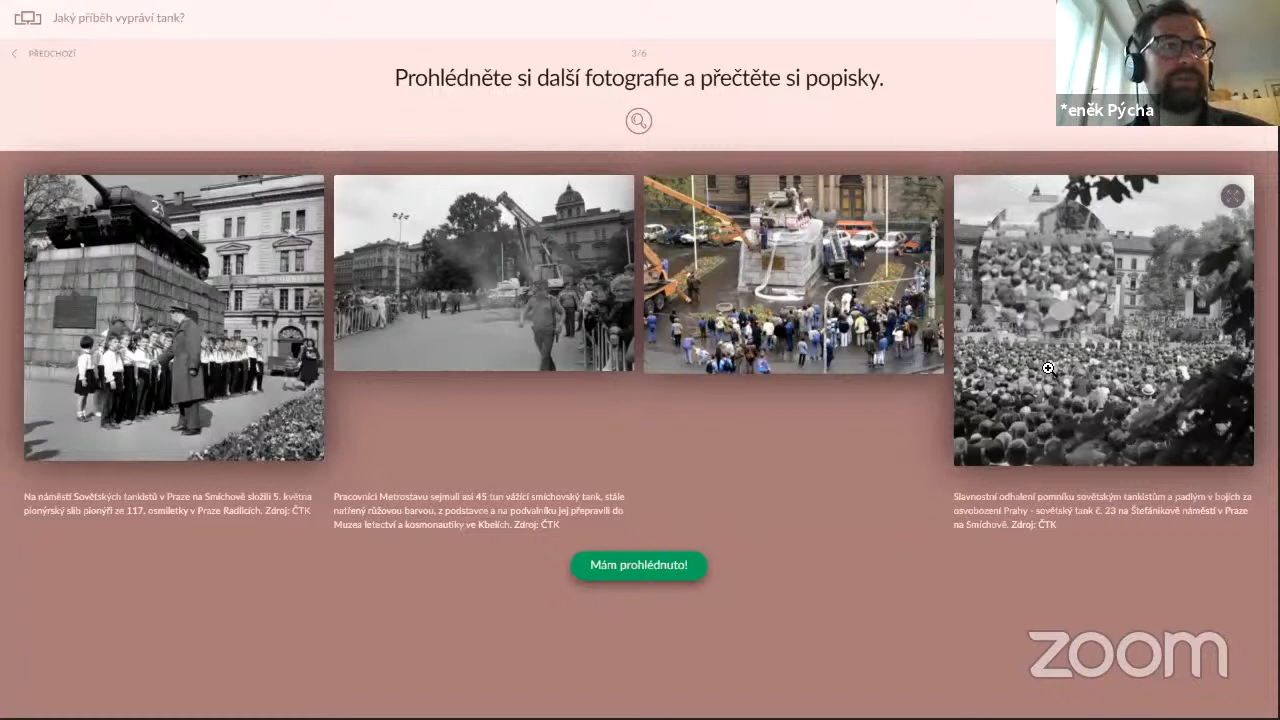 Jaký příběh vypráví tank?
PŘEDCHOZÍ
3/6
Prohlédněte si další fotografie a přečtěte si popisky.
*eněk Pýcha
23
Na náměstí Sovětských tankistů v Praze na Smíchově složili 5. května
pionýrský slib pionýři ze 117. osmiletky v Praze Radlicích. Zdroj: ČTK
Pracovníci Metrostavu sejmuli asi 45 tun vážící smíchovský tank, stále
natřený růžovou barvou, z podstavce a na podvalníku jej přepravili do
Muzea letectví a kosmonautiky ve Kbelích. Zdroj: ČTK
Slavnostní odhalení pomníku sovětským tankistům a padlým v bojích za
osvobození Prahy - sovětský tank č. 23 na Štefánikově náměstí v Praze
na Smíchově. Zdroj: ČTK
Mám prohlédnuto!
zoom